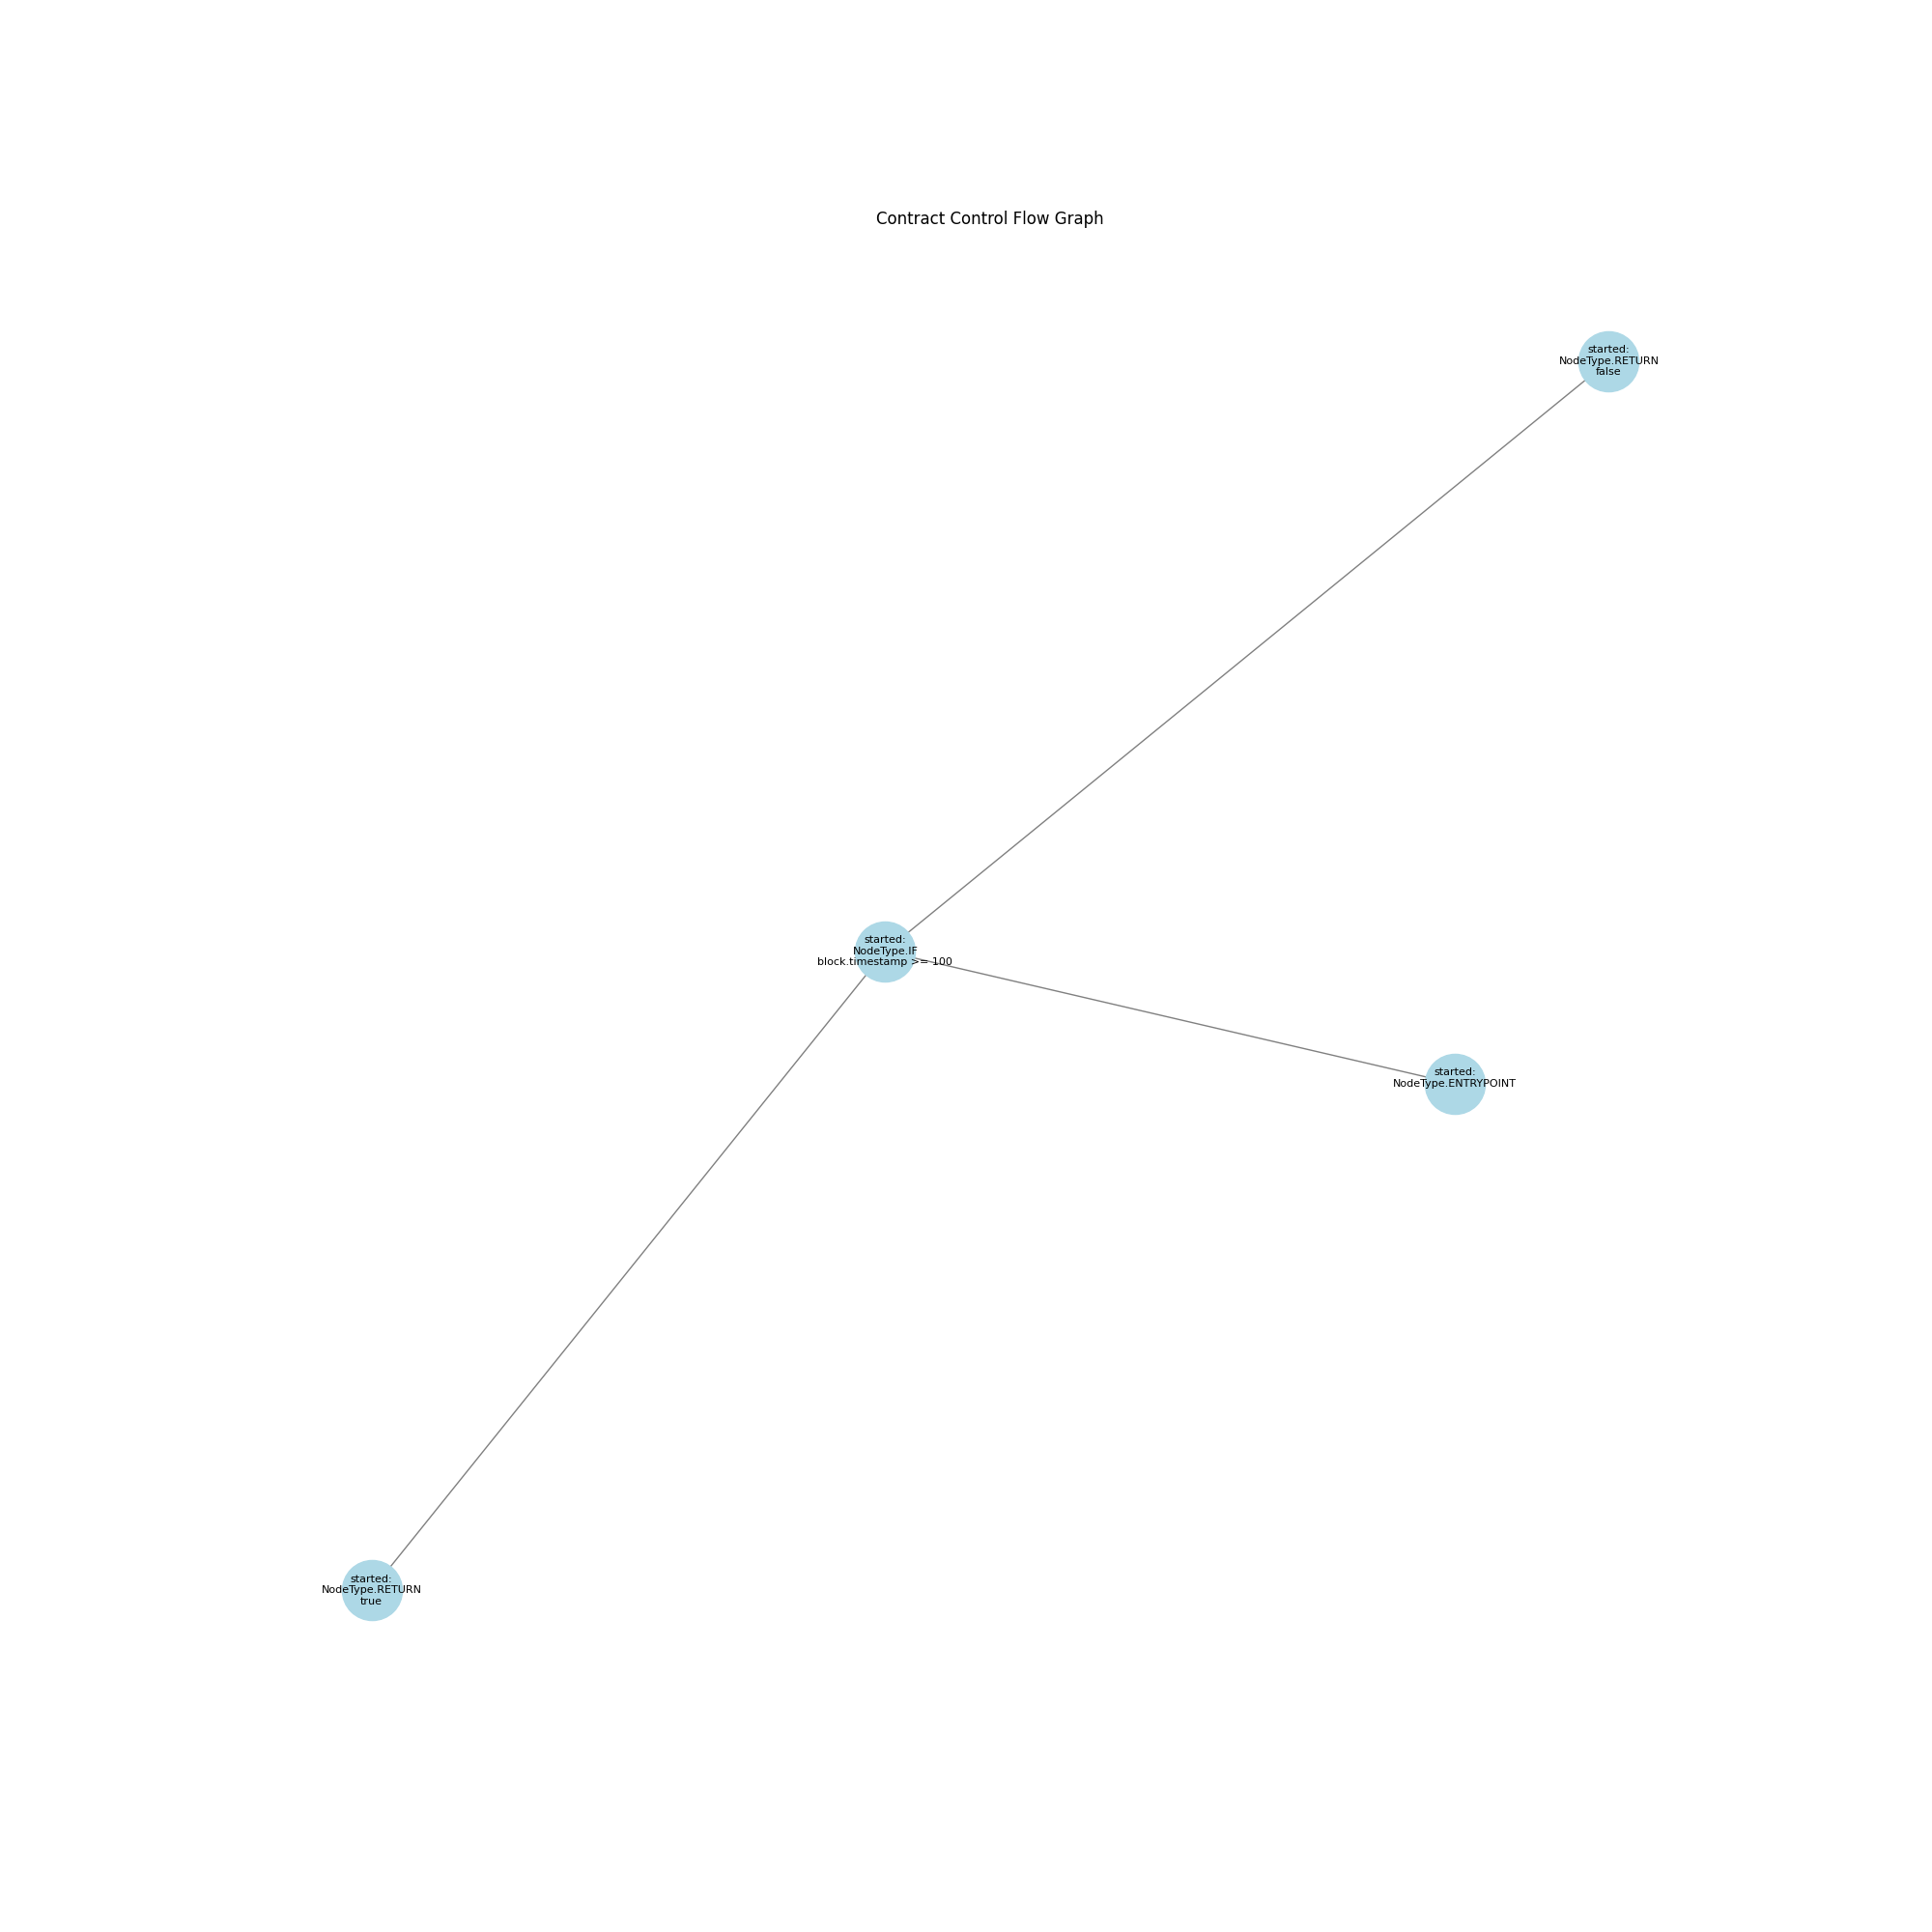 Contract Control Flow Graph
started:
NodeType.RETURN
false
started:
NodeType.IF
block.timestamp >= 100
started:
NodeType.ENTRYPOINT
started:
NodeType.RETURN
true